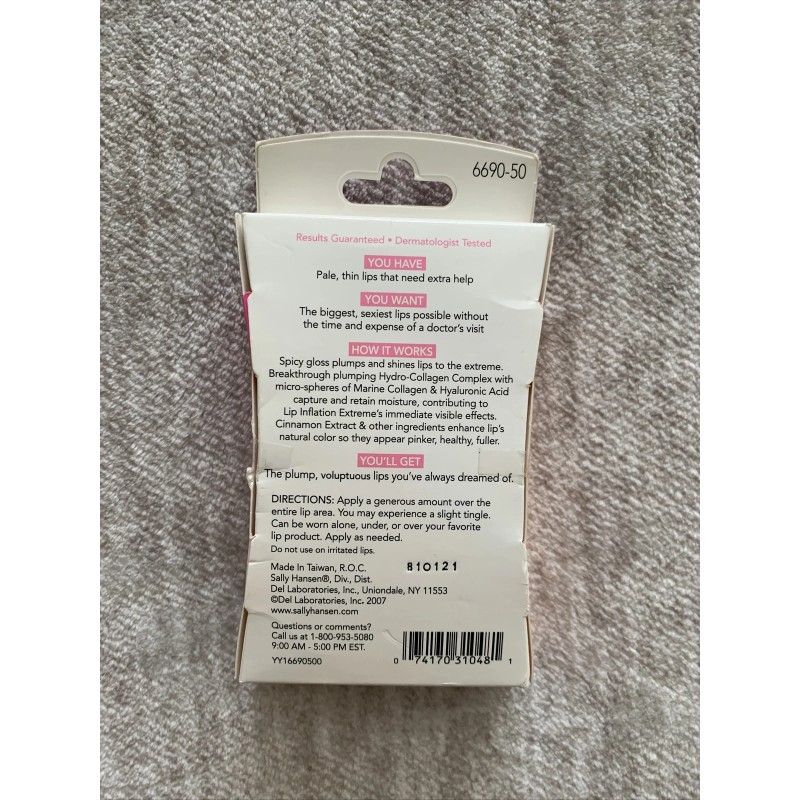 6690-50
Results Guaranteed • Dermatologist Tested
YOU HAVE
Pale, thin lips that need extra help
YOU WANT
The biggest, sexiest lips possible without
the time and expense of a doctor's visit
HOW IT WORKS
Spicy gloss plumps and shines lips to the extreme.
Breakthrough plumping Hydro-Collagen Complex with
micro-spheres of Marine Collagen & Hyaluronic Acid
capture and retain moisture, contributing to
Lip Inflation Extreme's immediate visible effects.
Cinnamon Extract & other ingredients enhance lip's
natural color so they appear pinker, healthy, fuller.
YOU'LL GET
The plump, voluptuous lips you've always dreamed of.
DIRECTIONS: Apply a generous amount over the
entire lip area. You may experience a slight tingle.
Can be worn alone, under, or over your favorite
lip product. Apply as needed.
Do not use on irritated lips.
Made In Taiwan, R.O.C. 810121
Sally Hansen®, Div., Dist.
Del Laboratories, Inc., Uniondale, NY 11553
©Del Laboratories, Inc. 2007
www.sallyhansen.com
Questions or comments?
Call us at 1-800-953-5080
9:00 AM - 5:00 PM EST.
YY16690500
0 74170 31048 1